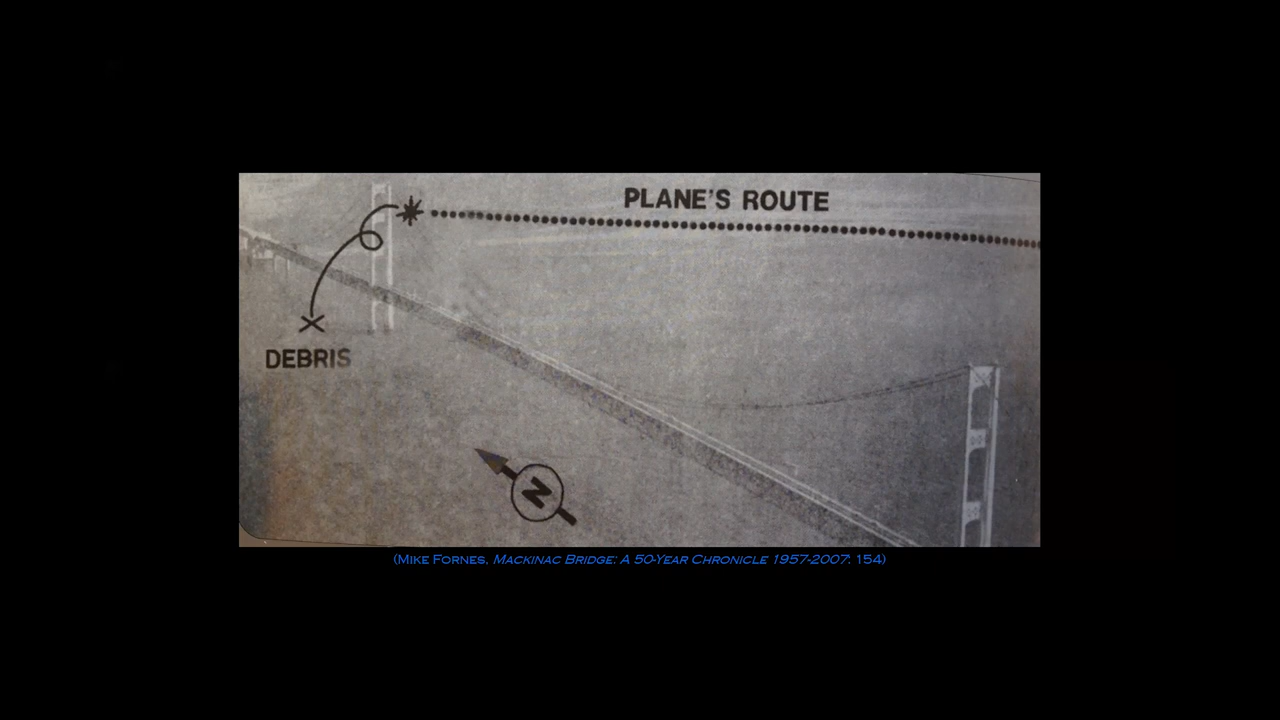 PLANE'S ROUTE
DEBRIS
N
(Mike Fornes, Mackinac Bridge: A 50-Year Chronicle 1957-2007: 154)